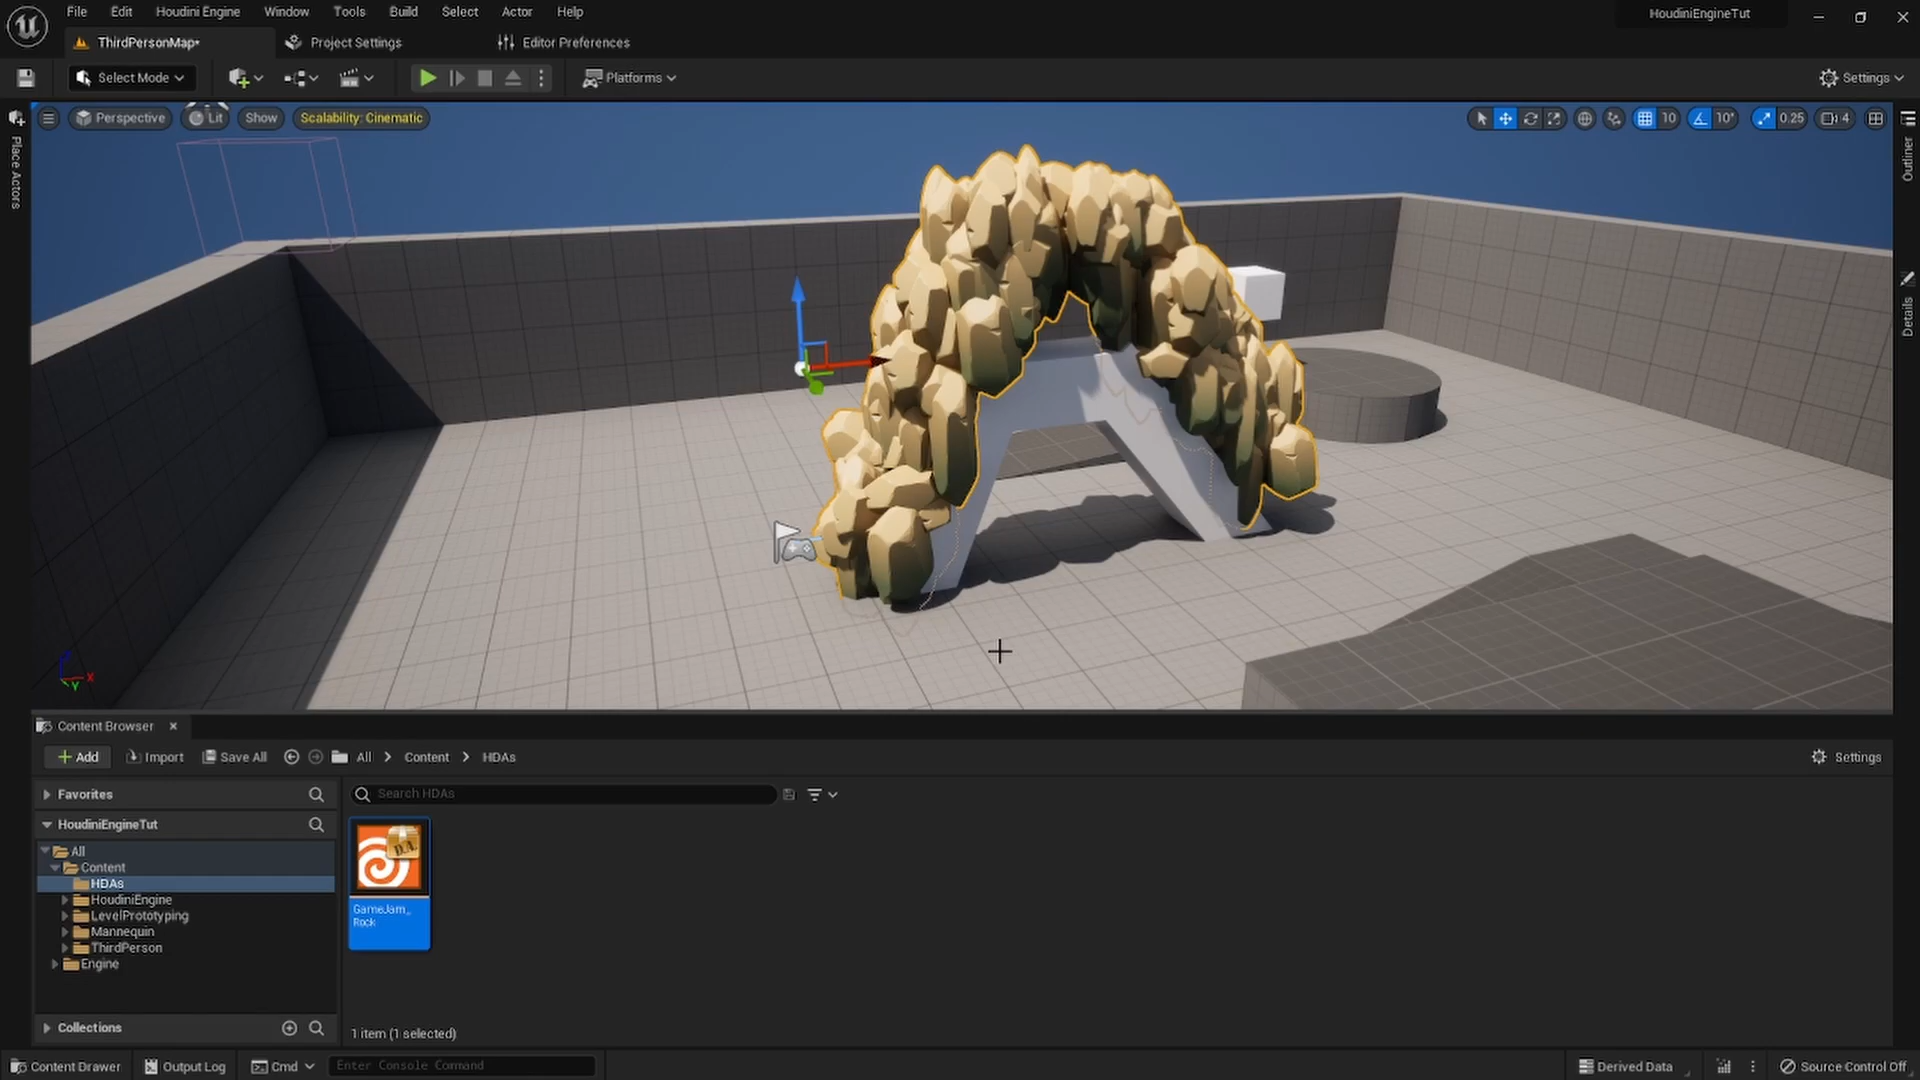 File Edit Houdini Engine Window Tools Build Select Actor Help
HoudiniEngineTut
ThirdPersonMap*
Project Settings
Editor Preferences
Select Mode
Platforms
Settings
Perspective
Lit
Show
Scalability: Cinematic
10
10°
0.25
4
Place Actors
Outliner
Details
X
Y
Content Browser
Add
Import
Save All
All
Content
HDAs
Settings
Favorites
Search HDAs
HoudiniEngineTut
All
Content
HDAs
HoudiniEngine
LevelPrototyping
Mannequin
ThirdPerson
Engine
D.A.
GameJam_
Rock
Collections
1 item (1 selected)
Content Drawer
Output Log
Cmd
Enter Console Command
Derived Data
Source Control Off